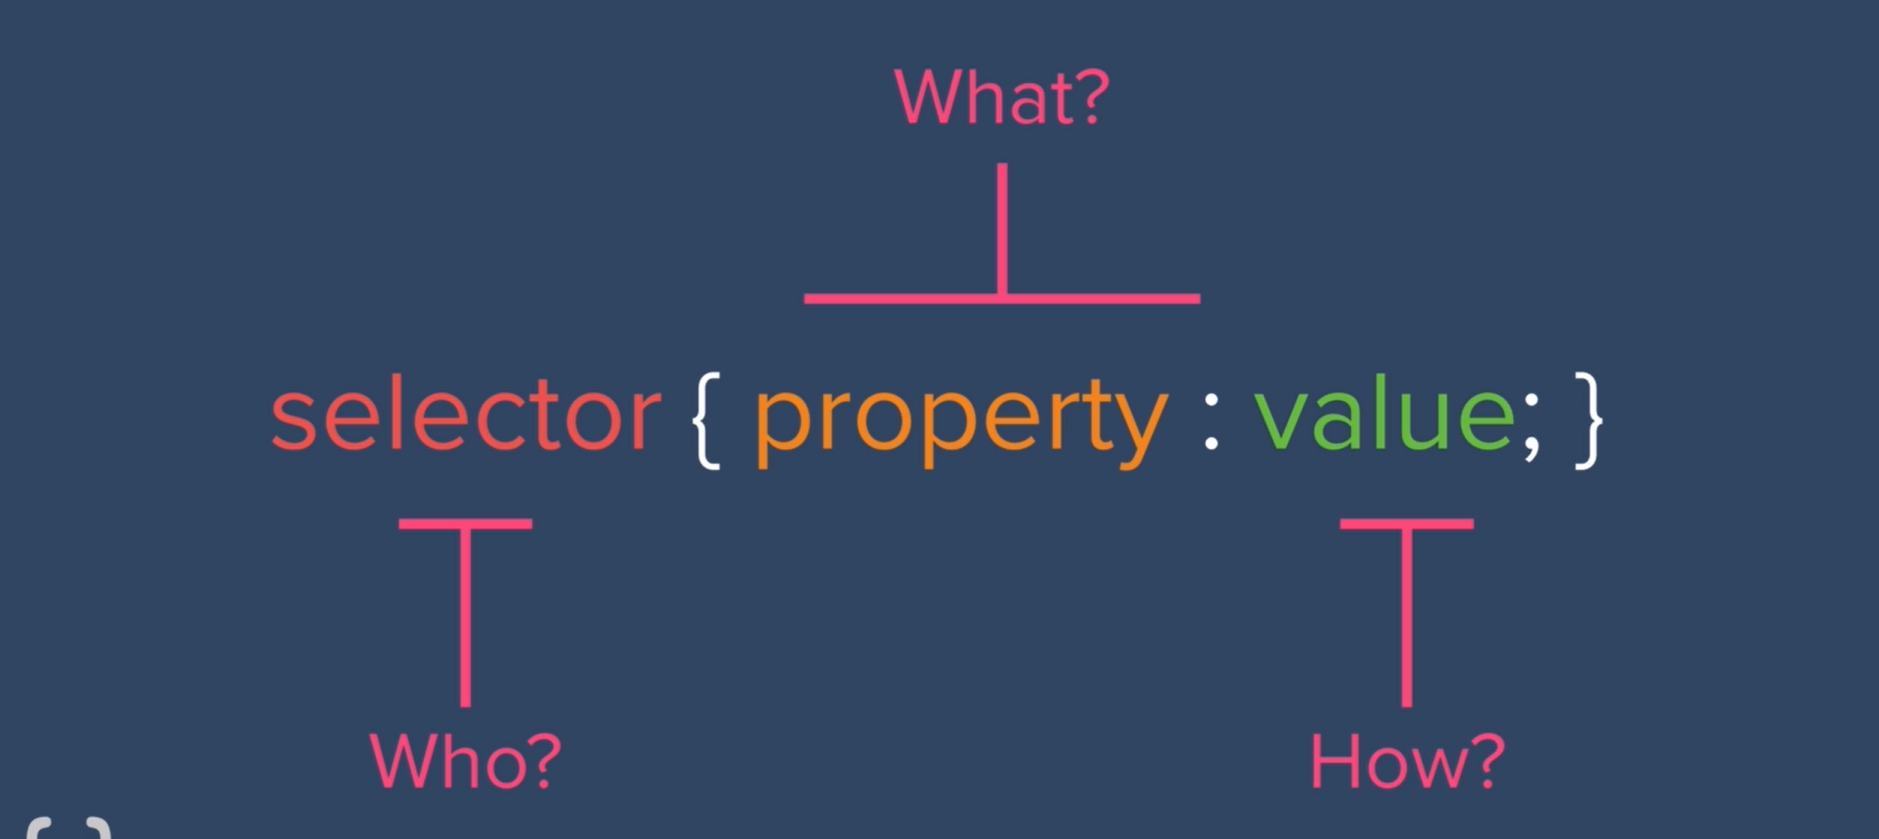 What?
selector { property : value; }
Who? How?
{ }